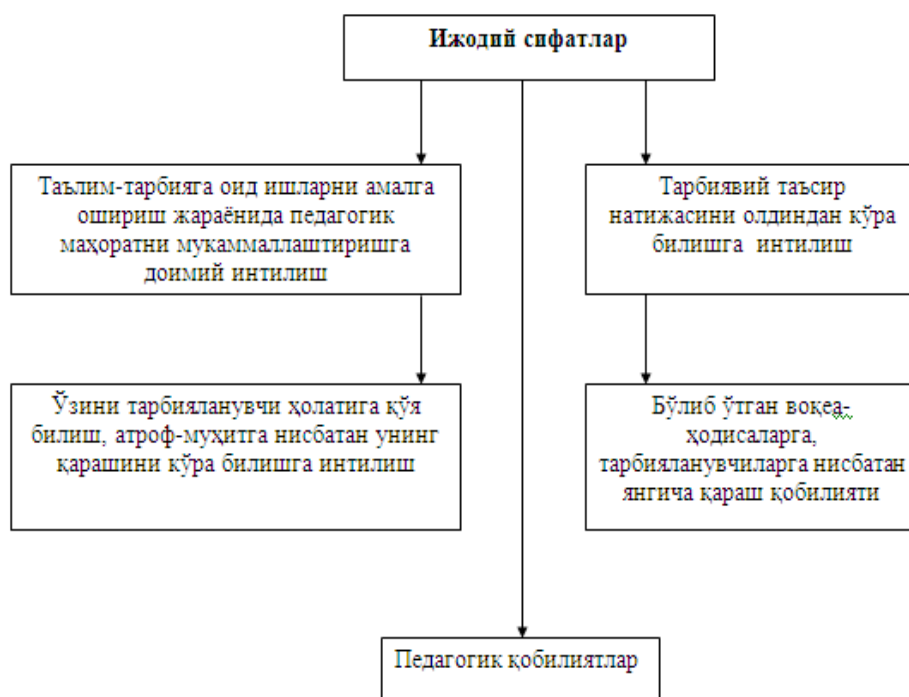 Ижодий сифатлар
Таълим-тарбияга оид ишларни амалга
ошириш жараёнида педагогик
маҳоратни мукаммаллаштиришга
доимий интилиш
Тарбиявий таъсир
натижасини олдиндан кўра
билишга интилиш
Ўзини тарбияланувчи ҳолатига қўя
билиш, атроф-муҳитга нисбатан унинг
қарашини кўра билишга интилиш
Бўлиб ўтган воқеа-
ҳодисаларга,
тарбияланувчиларга нисбатан
янгича қараш қобилияти
Педагогик қобилиятлар